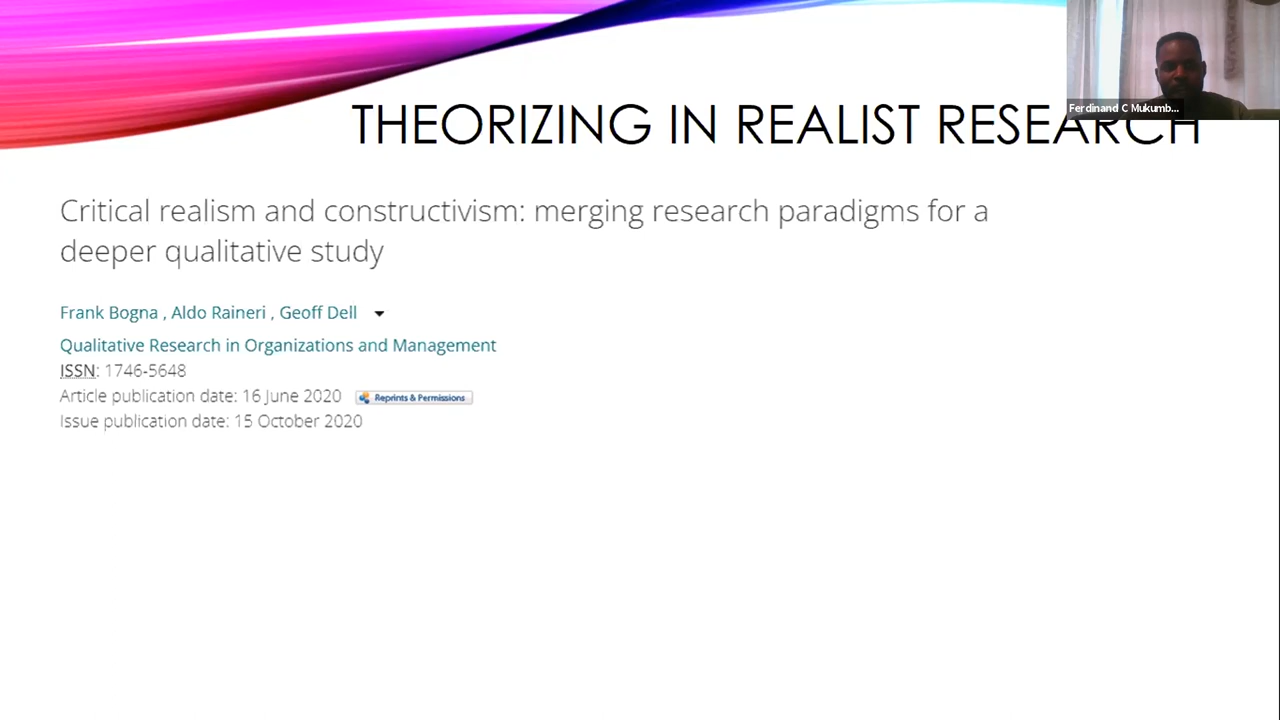 Ferdinand C Mukumb...
THEORIZING IN REALIST RESEARCH
Critical realism and constructivism: merging research paradigms for a
deeper qualitative study
Frank Bogna , Aldo Raineri , Geoff Dell
Qualitative Research in Organizations and Management
ISSN: 1746-5648
Article publication date: 16 June 2020 Reprints & Permissions
Issue publication date: 15 October 2020